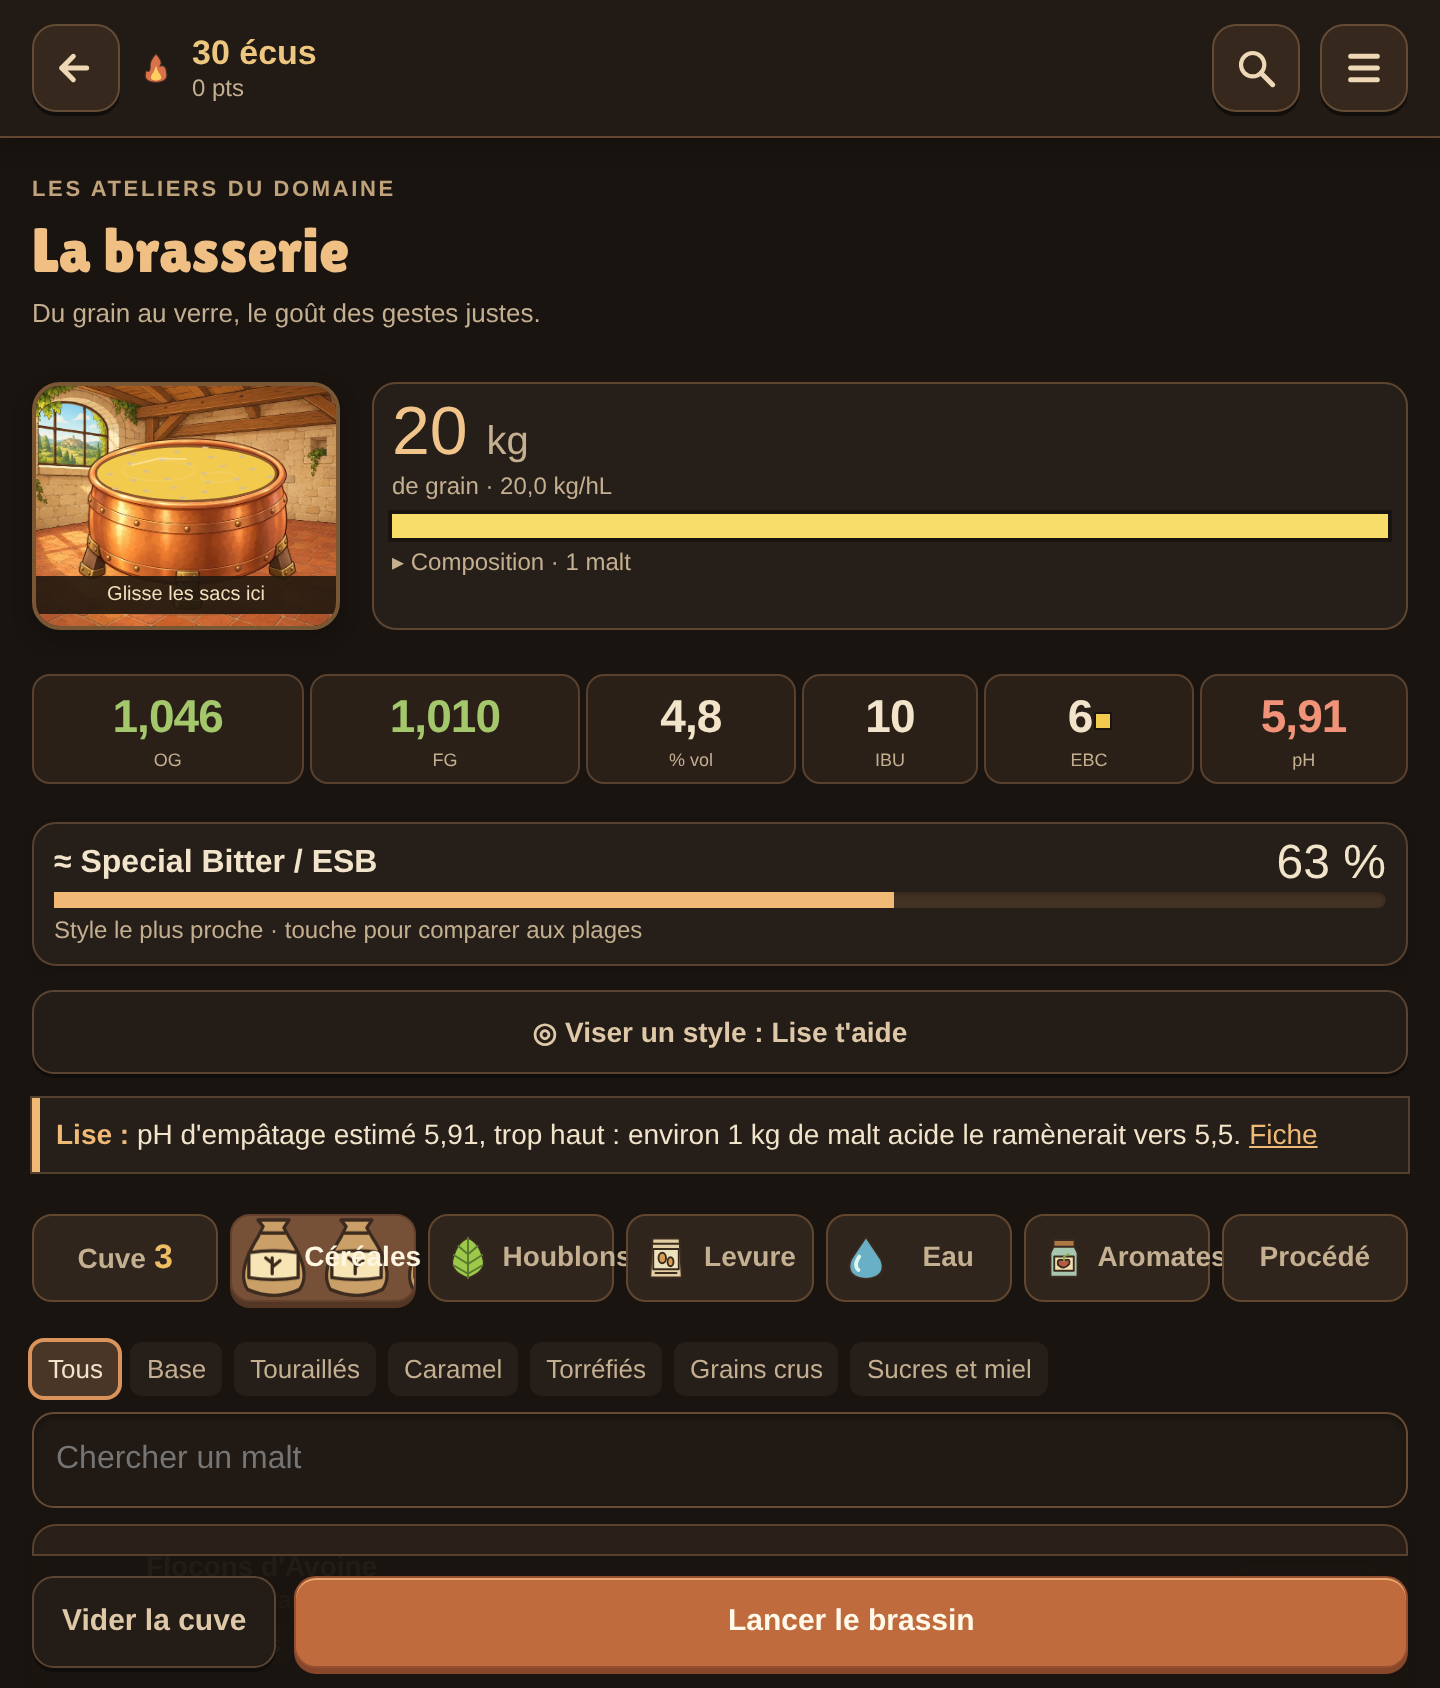 30 écus
0 pts
LES ATELIERS DU DOMAINE
La brasserie
Du grain au verre, le goût des gestes justes.
Glisse les sacs ici
20 kg
de grain · 20,0 kg/hL
▸ Composition · 1 malt
1,046
OG
1,010
FG
4,8
% vol
10
IBU
6
EBC
5,91
pH
≈ Special Bitter / ESB
63 %
Style le plus proche · touche pour comparer aux plages
◎ Viser un style : Lise t'aide
Lise : pH d'empâtage estimé 5,91, trop haut : environ 1 kg de malt acide le ramènerait vers 5,5. Fiche
Cuve 3
Céréales
Houblons
Levure
Eau
Aromates
Procédé
Tous
Base
Touraillés
Caramel
Torréfiés
Grains crus
Sucres et miel
Chercher un malt
Flocons d'Avoine
Vider la cuve
Lancer le brassin